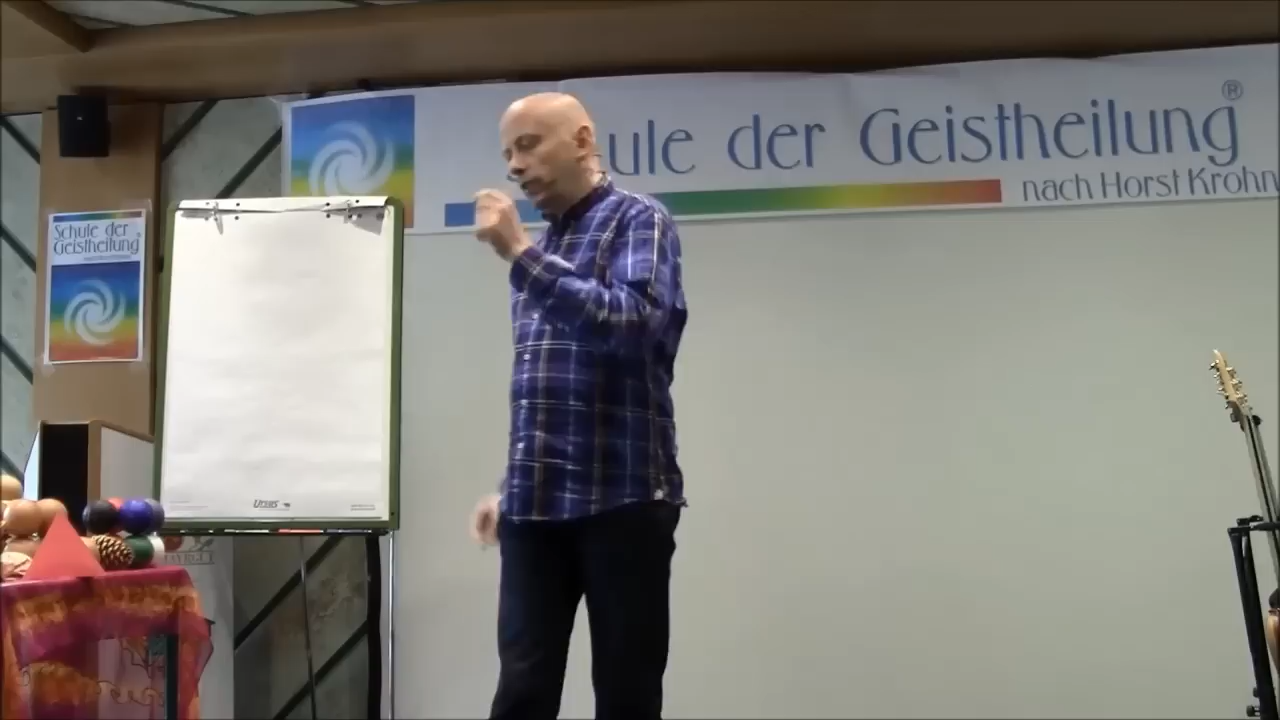 ule der Geistheilung®
nach Horst Krohn
Schule der
Geistheilung®